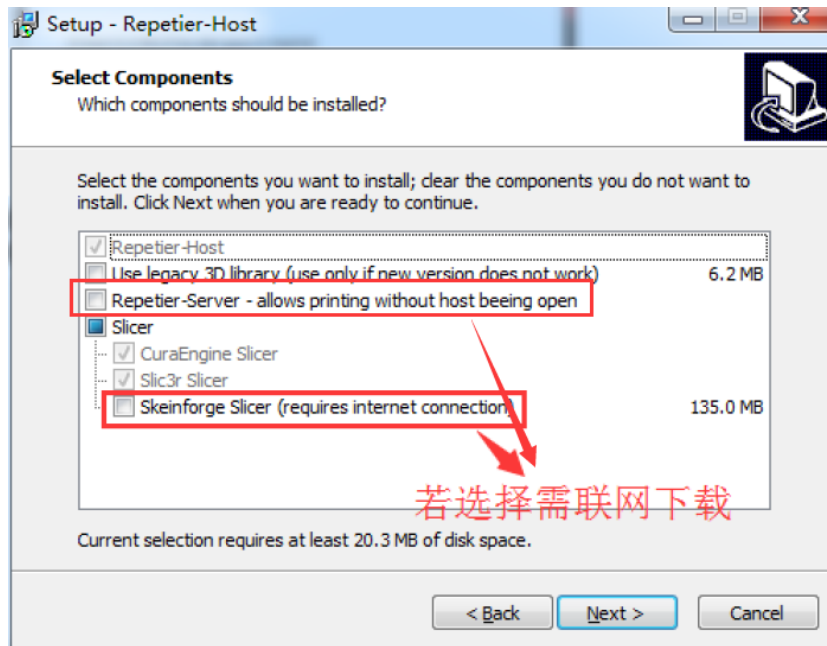 Setup - Repetier-Host
Select Components
Which components should be installed?
Select the components you want to install; clear the components you do not want to
install. Click Next when you are ready to continue.
Repetier-Host
Use legacy 3D library (use only if new version does not work) 6.2 MB
Repetier-Server - allows printing without host beeing open
Slicer
CuraEngine Slicer
Slic3r Slicer
Skeinforge Slicer (requires internet connection) 135.0 MB
若选择需联网下载
Current selection requires at least 20.3 MB of disk space.
< Back Next > Cancel